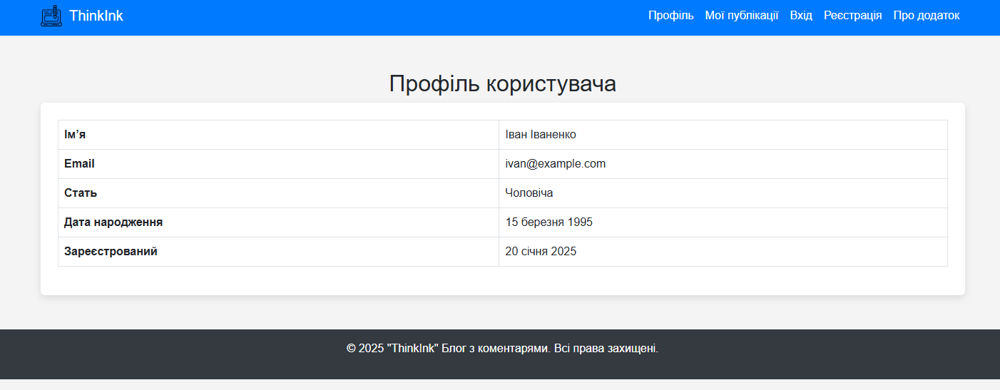 ThinkInk
Профіль Мої публікації Вхід Реєстрація Про додаток
Профіль користувача
Ім’я Іван Іваненко
Email ivan@example.com
Стать Чоловіча
Дата народження 15 березня 1995
Зареєстрований 20 січня 2025
© 2025 "ThinkInk" Блог з коментарями. Всі права захищені.